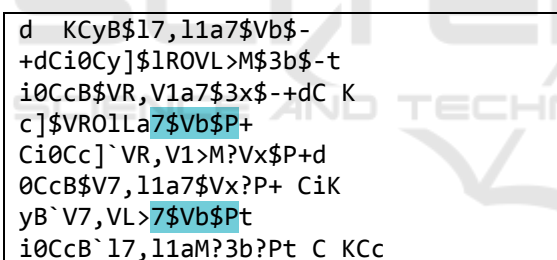 d  KCyB$l7,l1a7$Vb$-
+dCi0Cy]$lROVL>M$3b$-t
i0CcB$VR,V1a7$3x$-+dC K
c]$VROlLa7$Vb$P+
Ci0Cc]`VR,V1>M?Vx$P+d
0CcB$V7,l1a7$Vx?P+ CiK
yB`V7,VL>7$Vb$Pt
i0CcB`l7,l1aM?3b?Pt C KCc